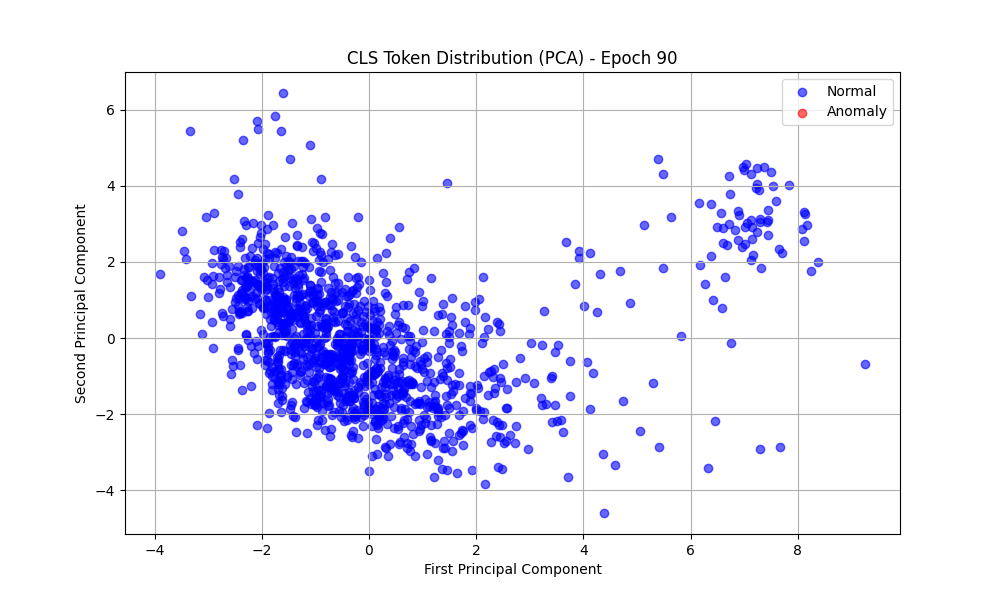 CLS Token Distribution (PCA) - Epoch 90
Normal
Anomaly
6
4
2
0
−2
−4
Second Principal Component
−4
−2
0
2
4
6
8
First Principal Component